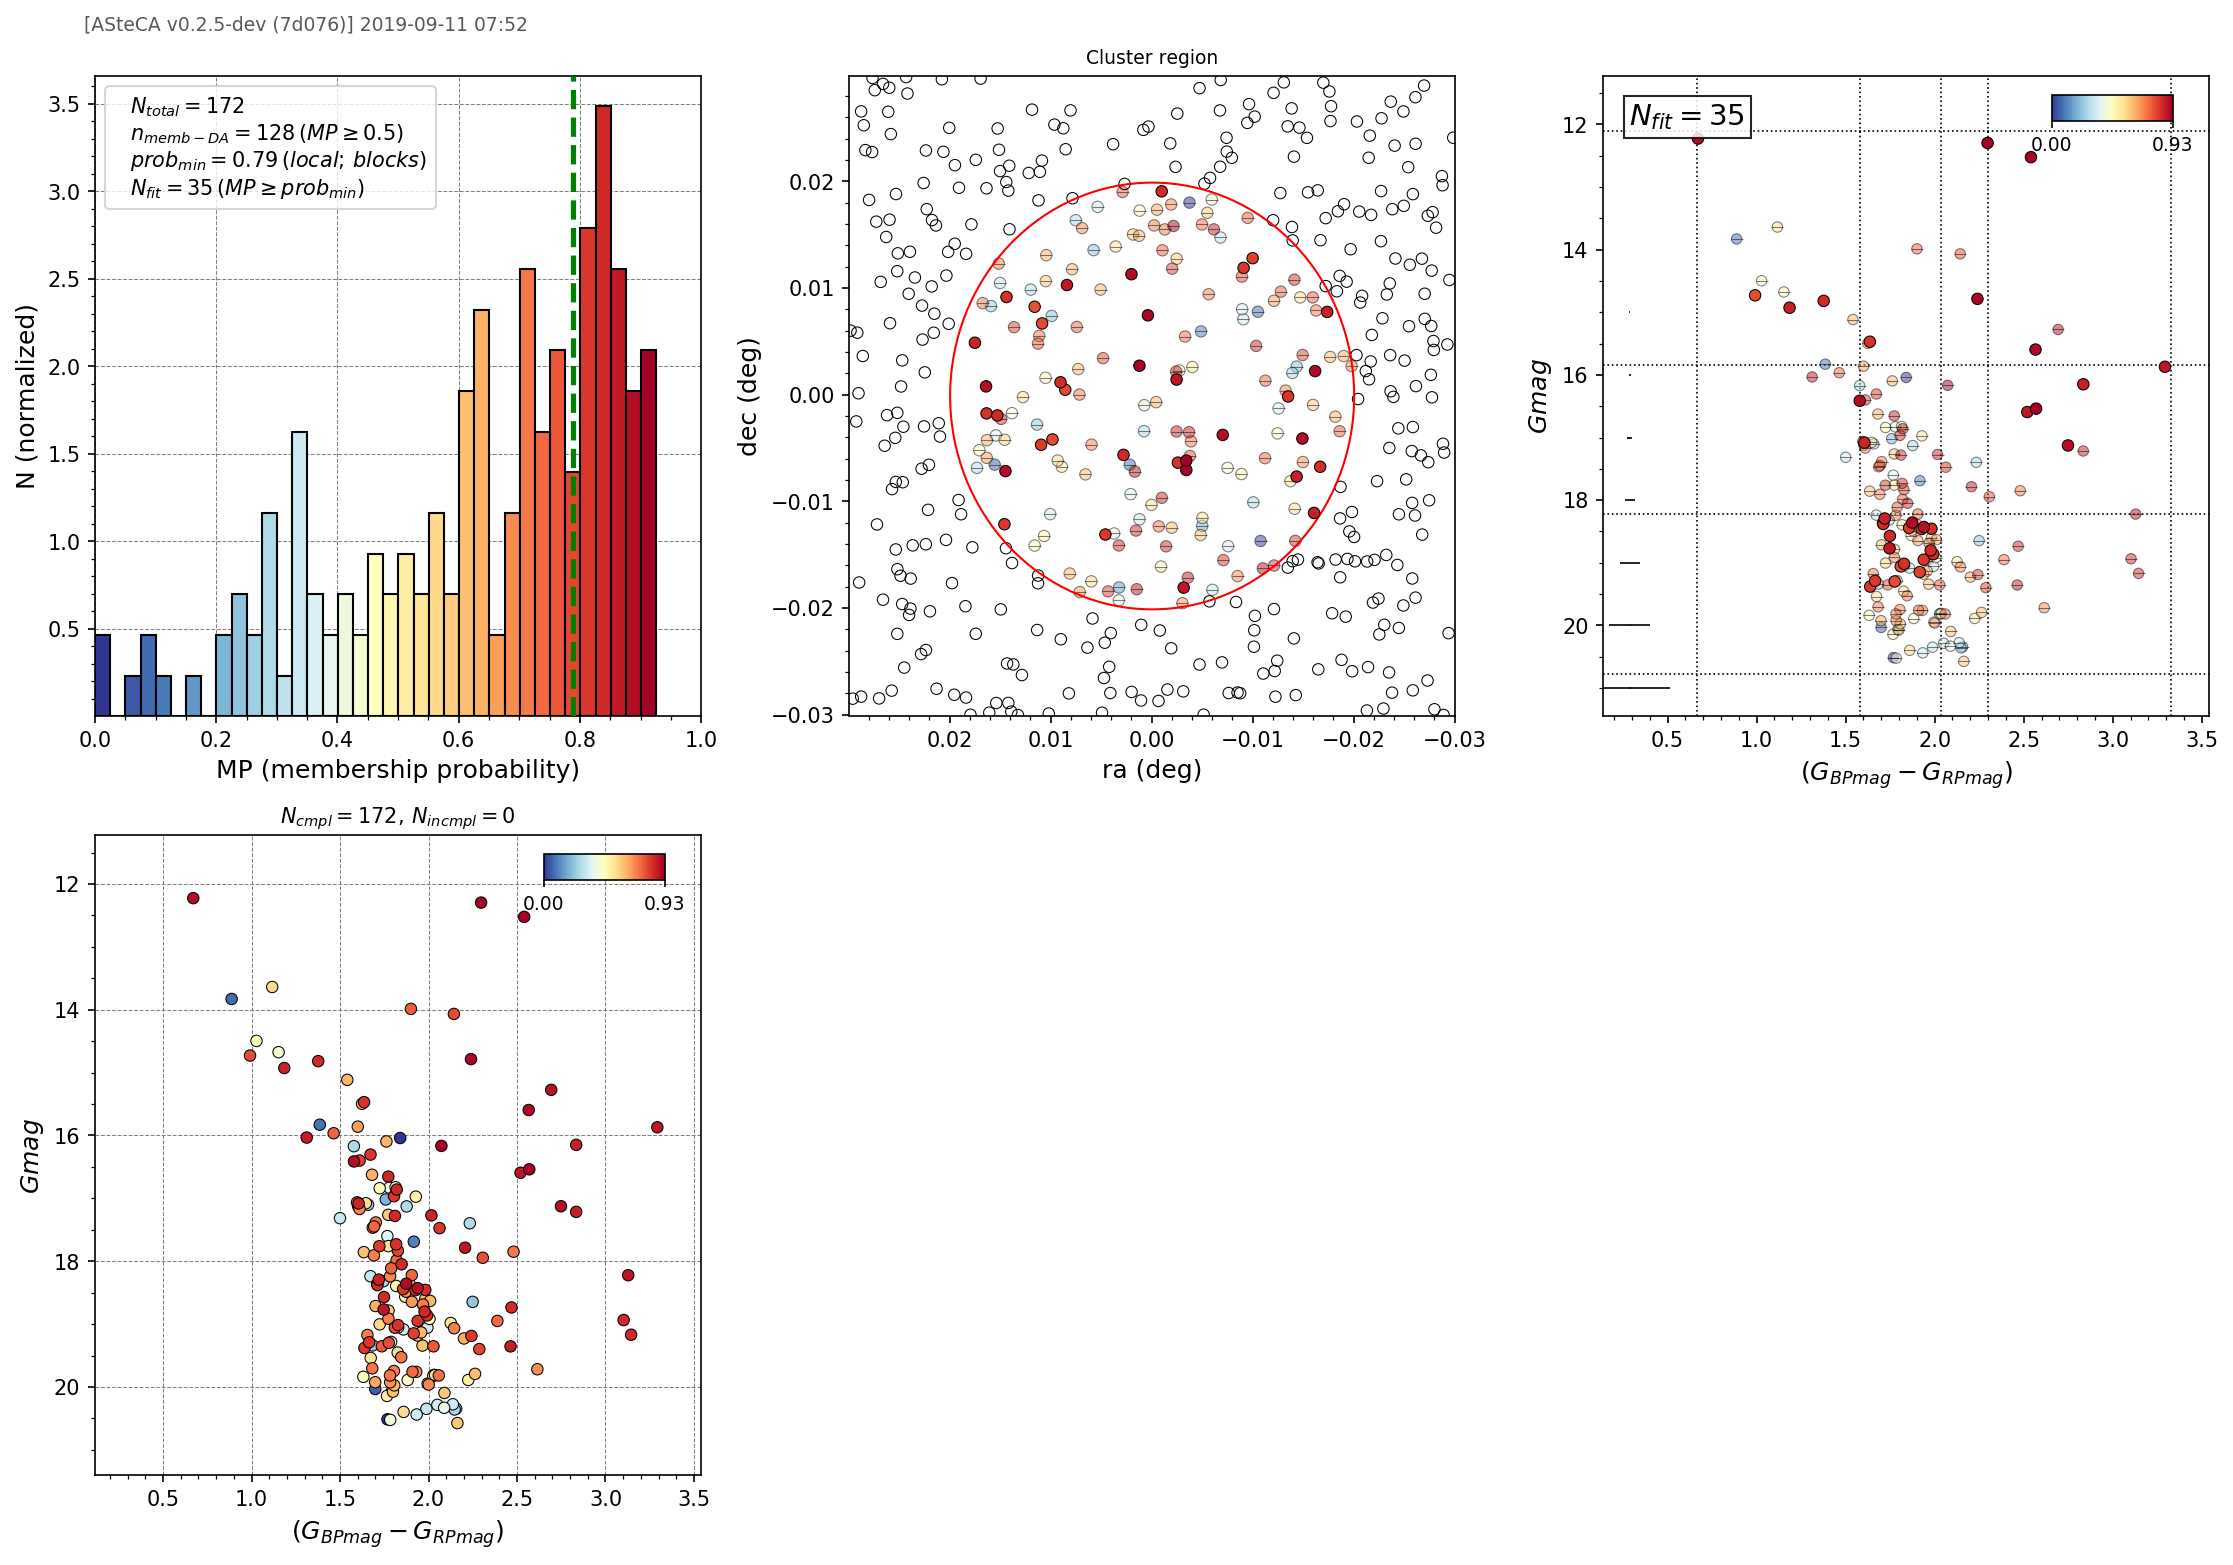 [ASteCA v0.2.5-dev (7d076)] 2019-09-11 07:52
N_total = 172
n_memb−DA = 128 (MP ≥ 0.5)
prob_min = 0.79 (local; blocks)
N_fit = 35 (MP ≥ prob_min)
3.5
3.0
2.5
2.0
1.5
1.0
0.5
N (normalized)
0.0 0.2 0.4 0.6 0.8 1.0
MP (membership probability)
Cluster region
0.02
0.01
0.00
−0.01
−0.02
−0.03
dec (deg)
0.02 0.01 0.00 −0.01 −0.02 −0.03
ra (deg)
N_fit = 35
0.00 0.93
12
14
16
18
20
Gmag
0.5 1.0 1.5 2.0 2.5 3.0 3.5
(G_BPmag − G_RPmag)
N_cmpl = 172, N_incmpl = 0
0.00 0.93
12
14
16
18
20
Gmag
0.5 1.0 1.5 2.0 2.5 3.0 3.5
(G_BPmag − G_RPmag)